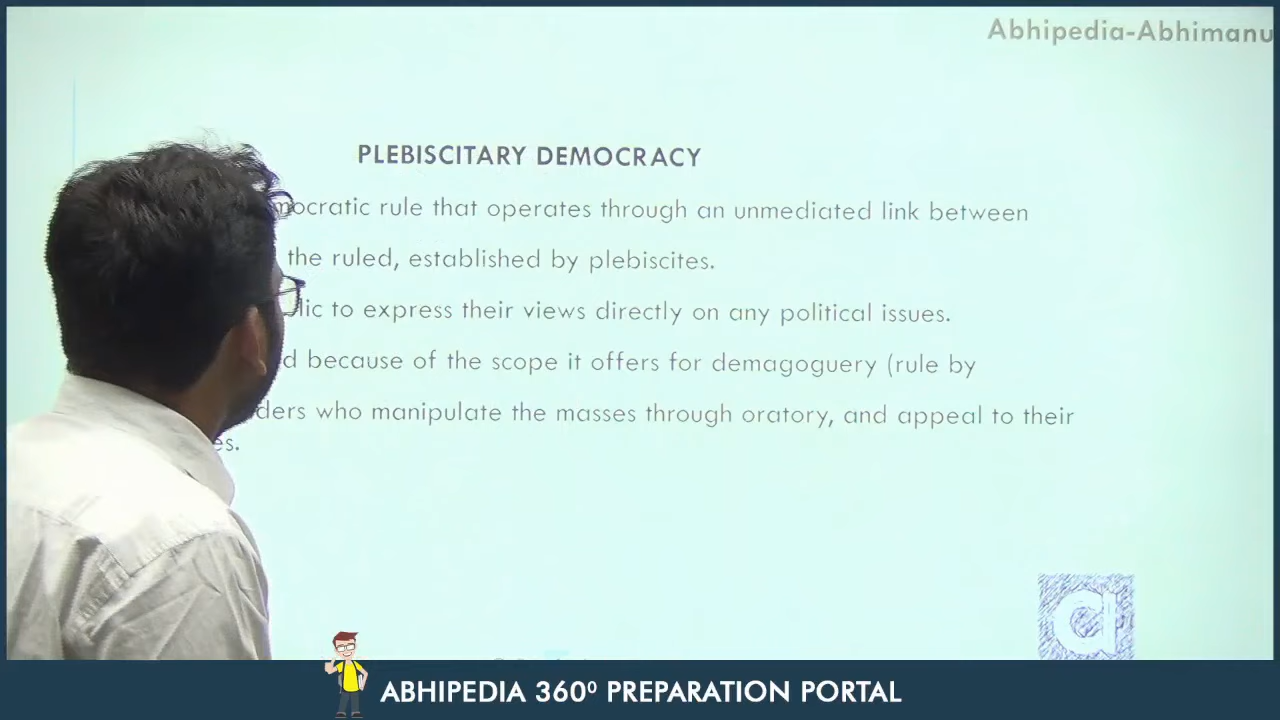 Abhipedia-Abhimanu
PLEBISCITARY DEMOCRACY
mocratic rule that operates through an unmediated link between
the ruled, established by plebiscites.
lic to express their views directly on any political issues.
d because of the scope it offers for demagoguery (rule by
ders who manipulate the masses through oratory, and appeal to their
es.
a
ABHIPEDIA 360⁰ PREPARATION PORTAL